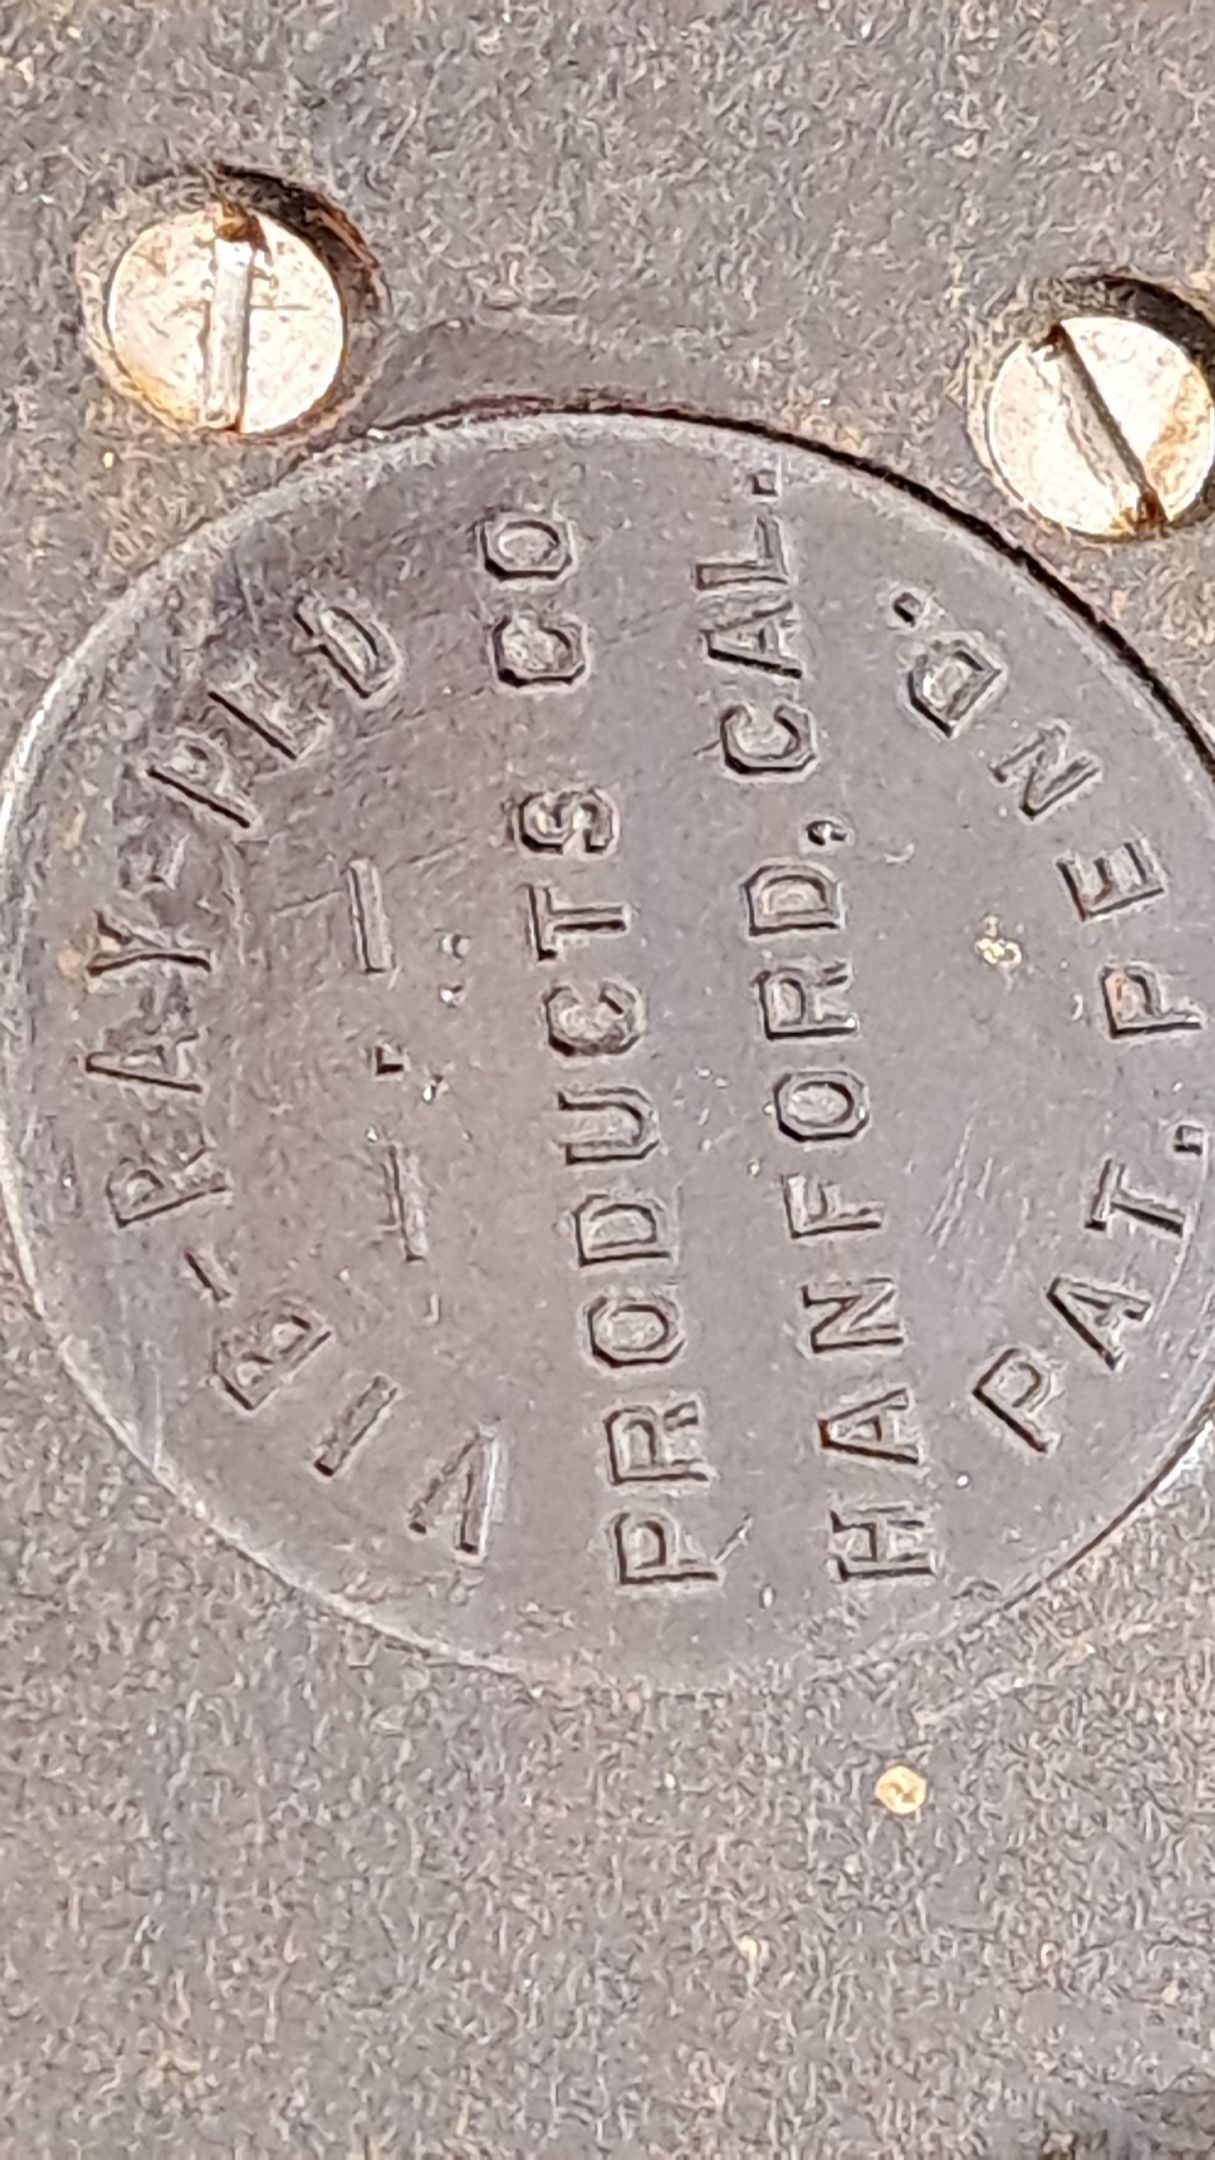 VIB-RAY-PED
— . —
PRODUCTS CO
HANFORD, CAL.
PAT. PEND.